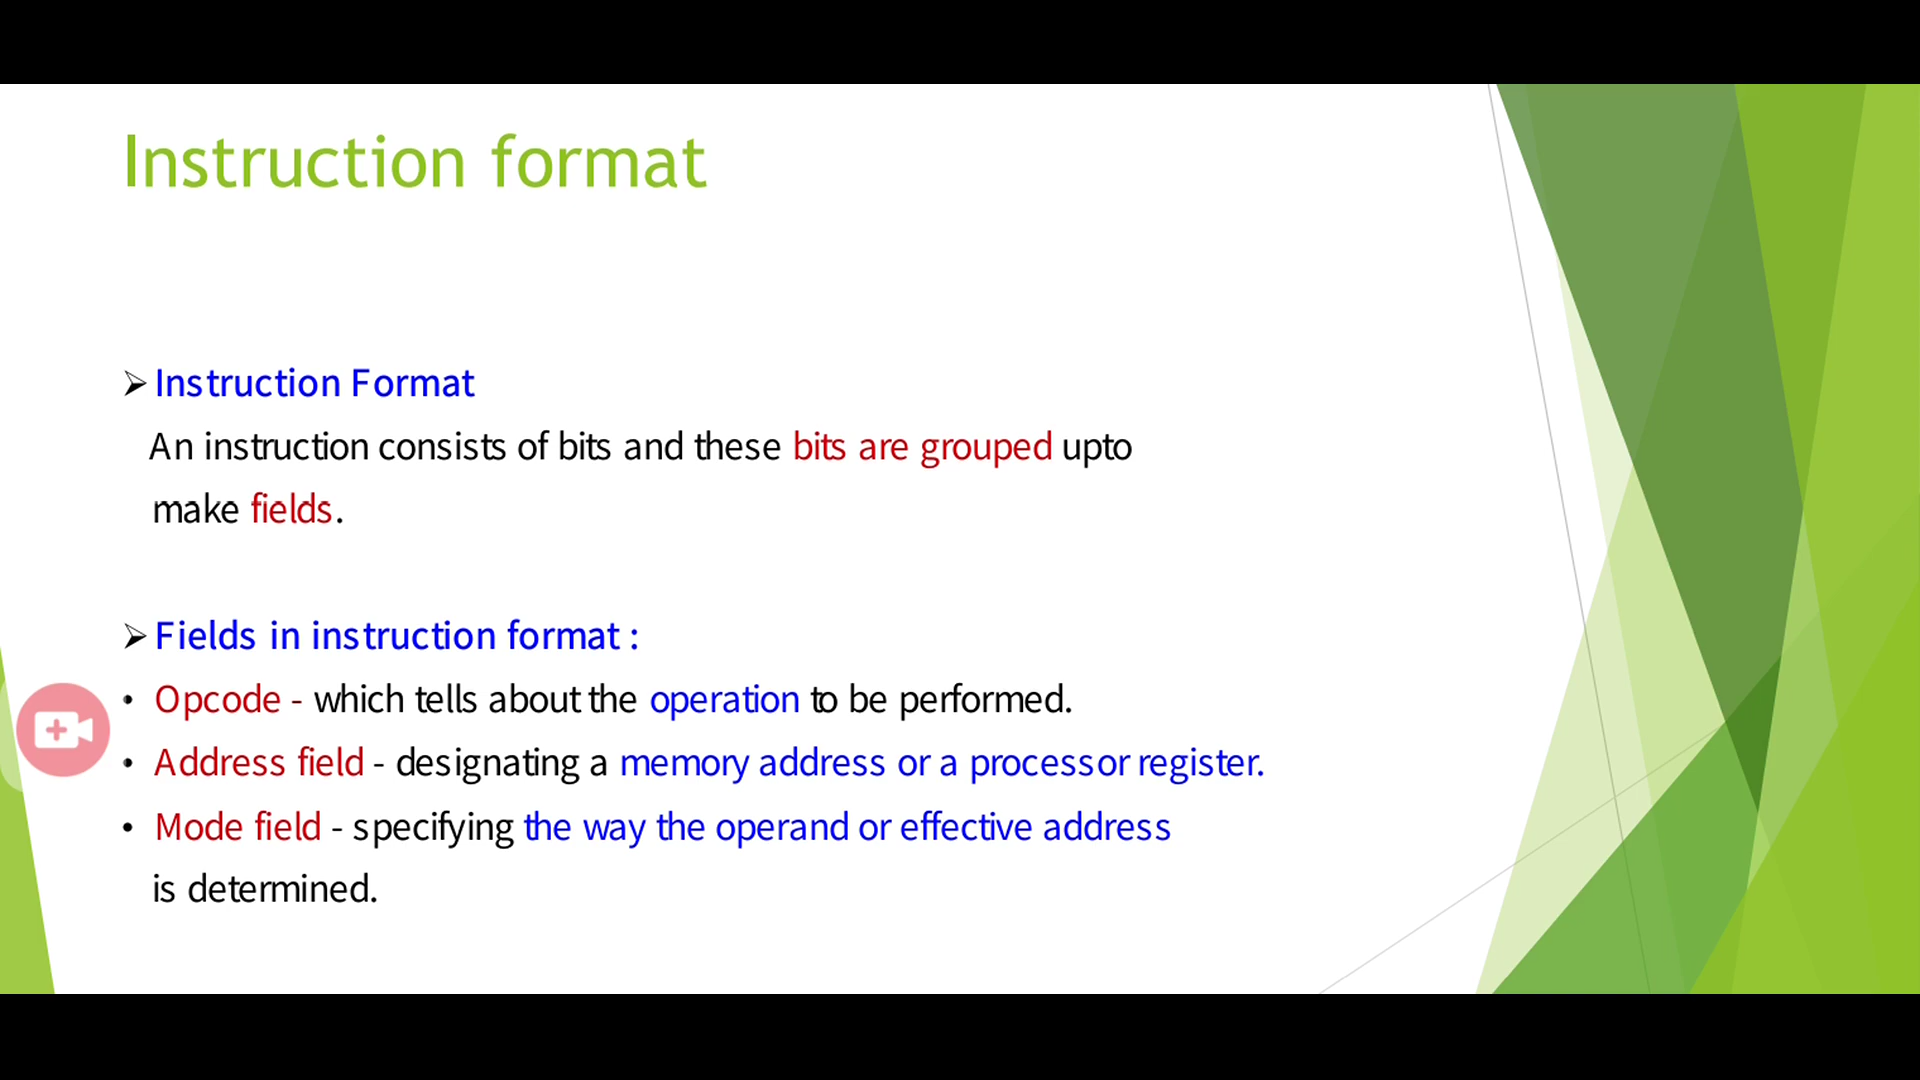 Instruction format
➢ Instruction Format
An instruction consists of bits and these bits are grouped upto
make fields.
➢ Fields in instruction format :
• Opcode - which tells about the operation to be performed.
• Address field - designating a memory address or a processor register.
• Mode field - specifying the way the operand or effective address
is determined.